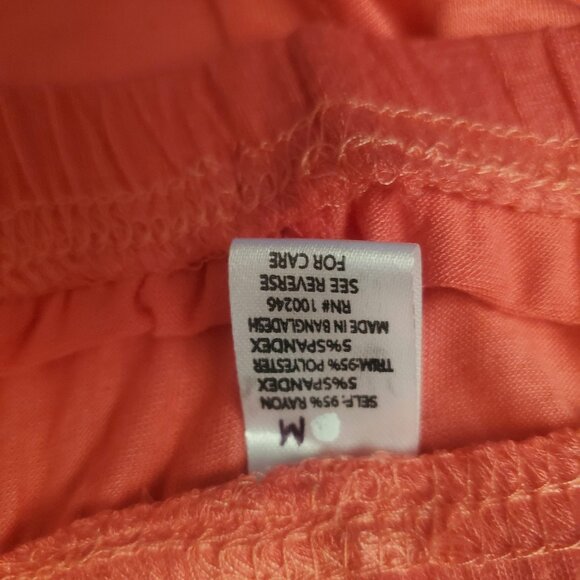 M
SELF: 95% RAYON
5%SPANDEX
TRIM:95% POLYESTER
5%SPANDEX
MADE IN BANGLADESH
RN# 100246
SEE REVERSE
FOR CARE